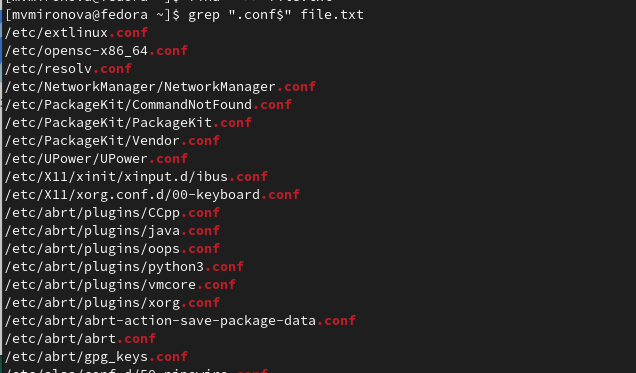 [mvmironova@fedora ~]$ grep ".conf$" file.txt
/etc/extlinux.conf
/etc/opensc-x86_64.conf
/etc/resolv.conf
/etc/NetworkManager/NetworkManager.conf
/etc/PackageKit/CommandNotFound.conf
/etc/PackageKit/PackageKit.conf
/etc/PackageKit/Vendor.conf
/etc/UPower/UPower.conf
/etc/X11/xinit/xinput.d/ibus.conf
/etc/X11/xorg.conf.d/00-keyboard.conf
/etc/abrt/plugins/CCpp.conf
/etc/abrt/plugins/java.conf
/etc/abrt/plugins/oops.conf
/etc/abrt/plugins/python3.conf
/etc/abrt/plugins/vmcore.conf
/etc/abrt/plugins/xorg.conf
/etc/abrt/abrt-action-save-package-data.conf
/etc/abrt/abrt.conf
/etc/abrt/gpg_keys.conf